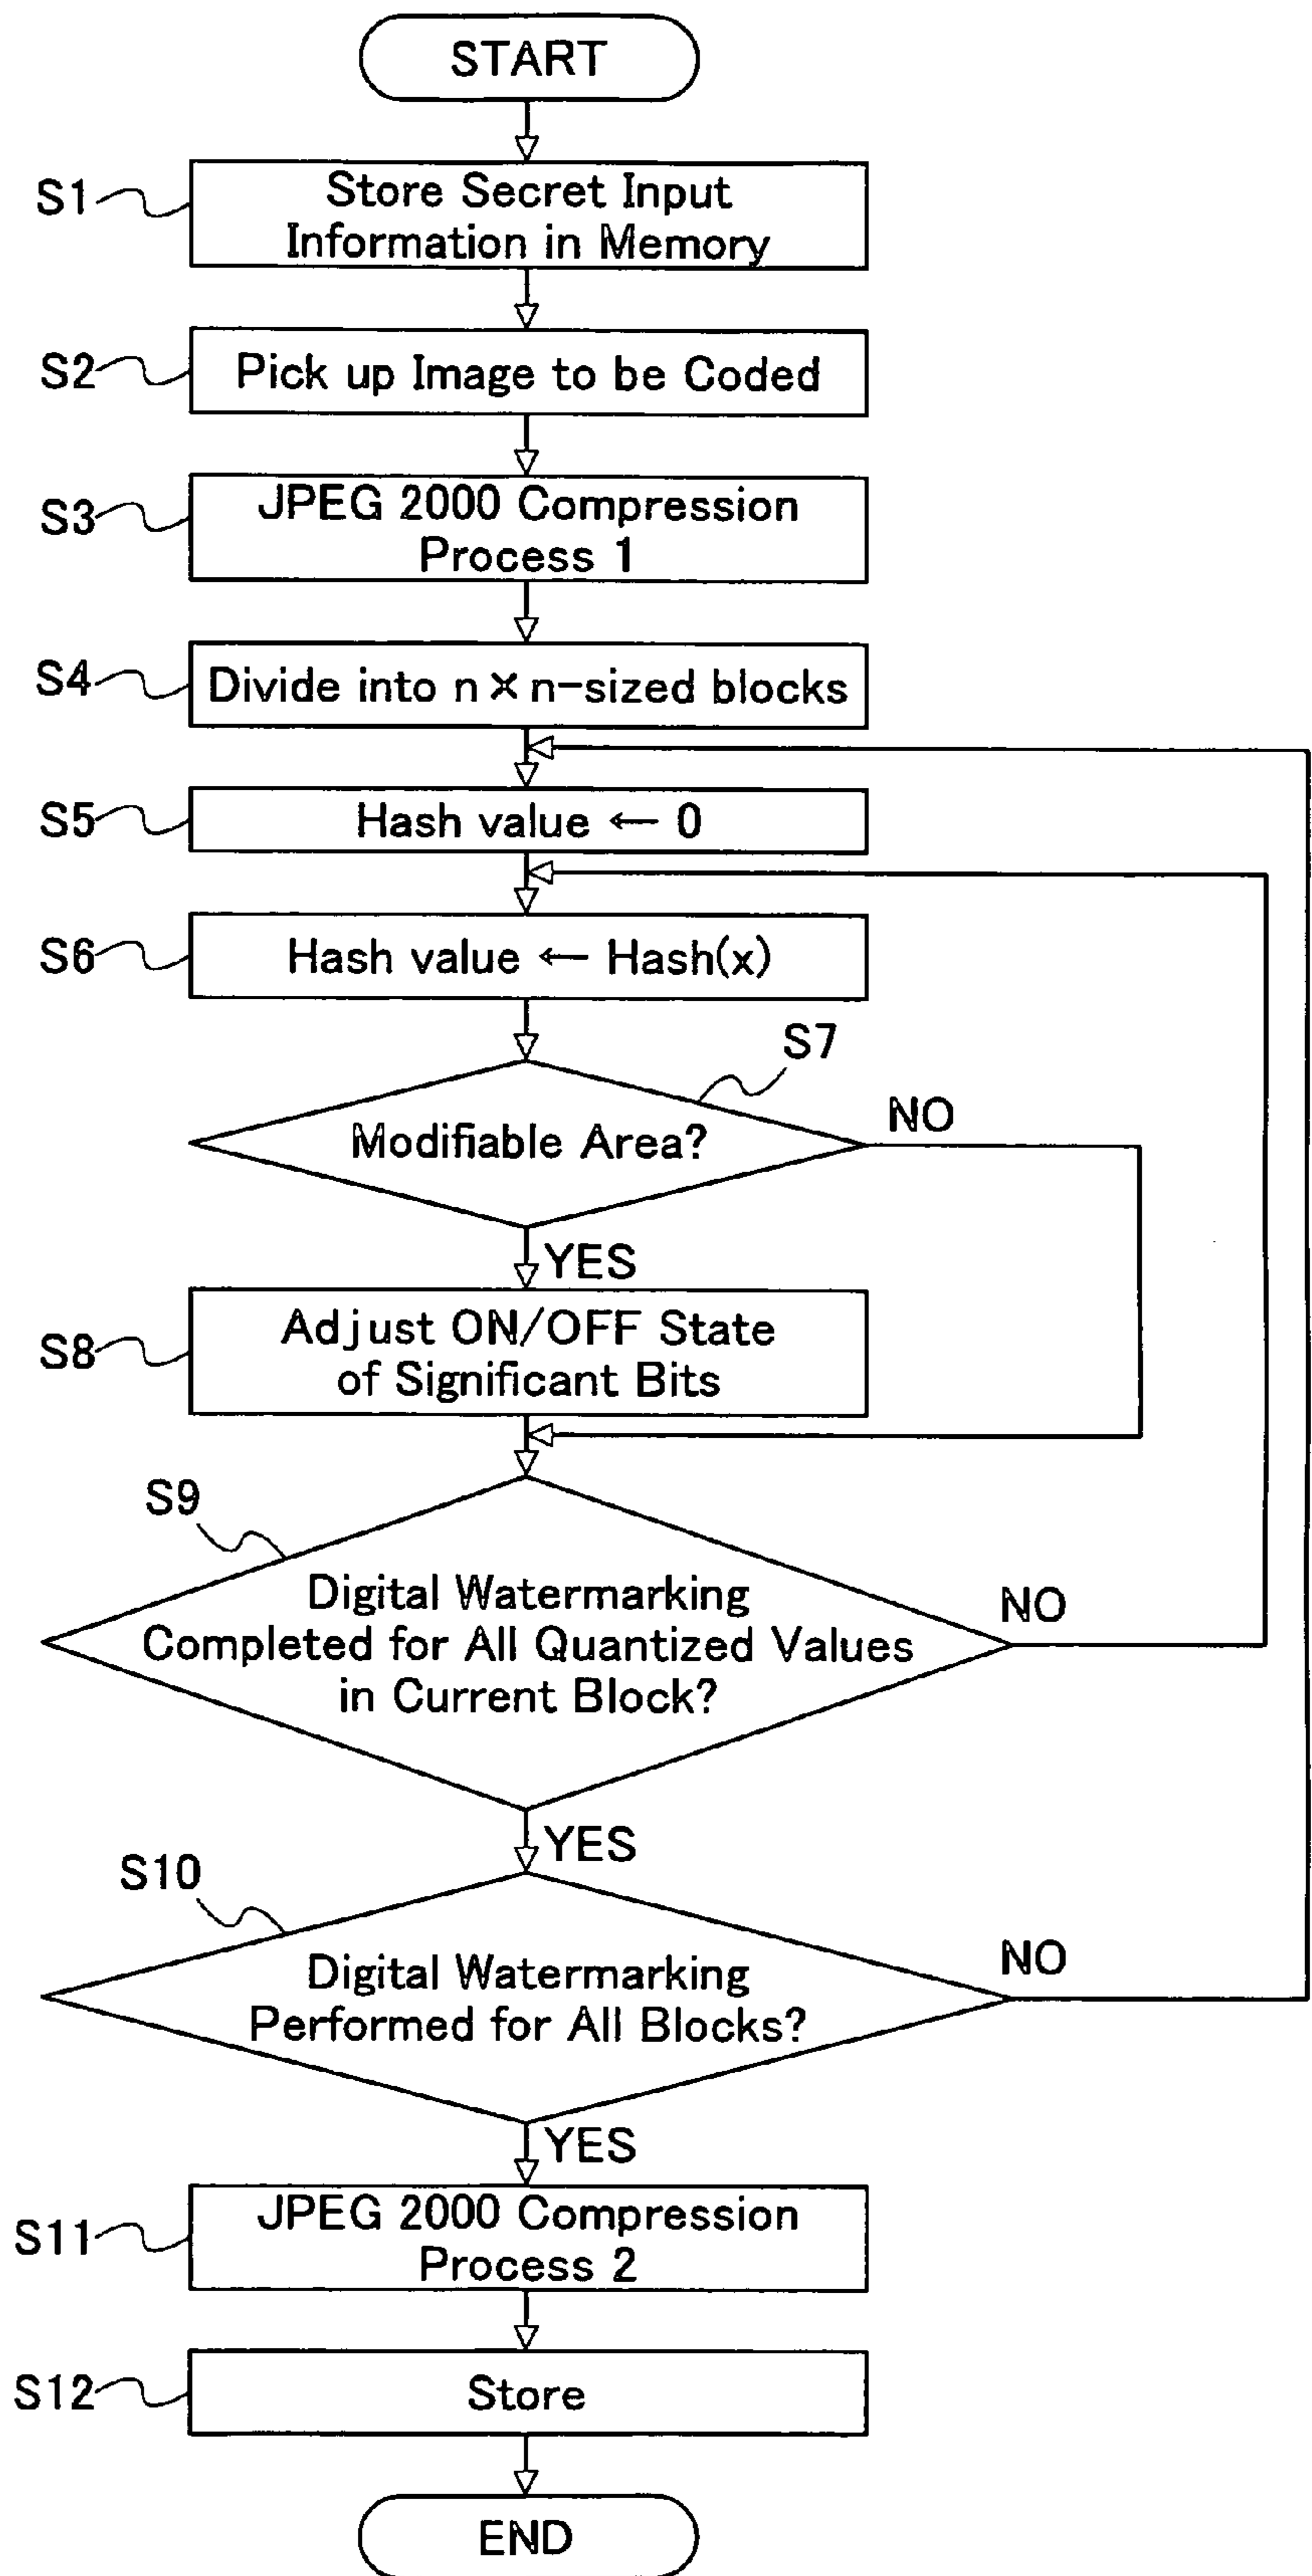 START
S1
Store Secret Input
Information in Memory
S2
Pick up Image to be Coded
S3
JPEG 2000 Compression
Process 1
S4
Divide into n×n-sized blocks
S5
Hash value ← 0
S6
Hash value ← Hash(x)
S7
Modifiable Area?
NO
YES
S8
Adjust ON/OFF State
of Significant Bits
S9
Digital Watermarking
Completed for All Quantized Values
in Current Block?
NO
YES
S10
Digital Watermarking
Performed for All Blocks?
NO
YES
S11
JPEG 2000 Compression
Process 2
S12
Store
END